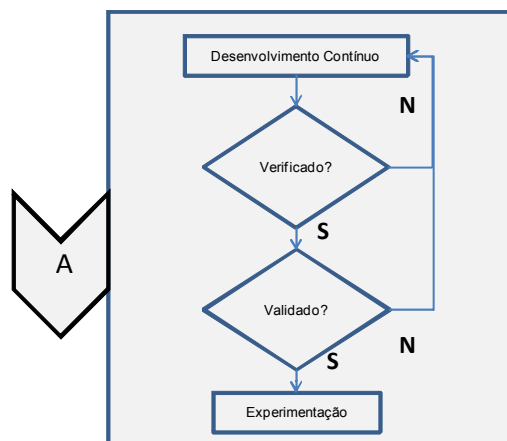 Desenvolvimento Contínuo
N
Verificado?
S
A
Validado?
S
N
Experimentação